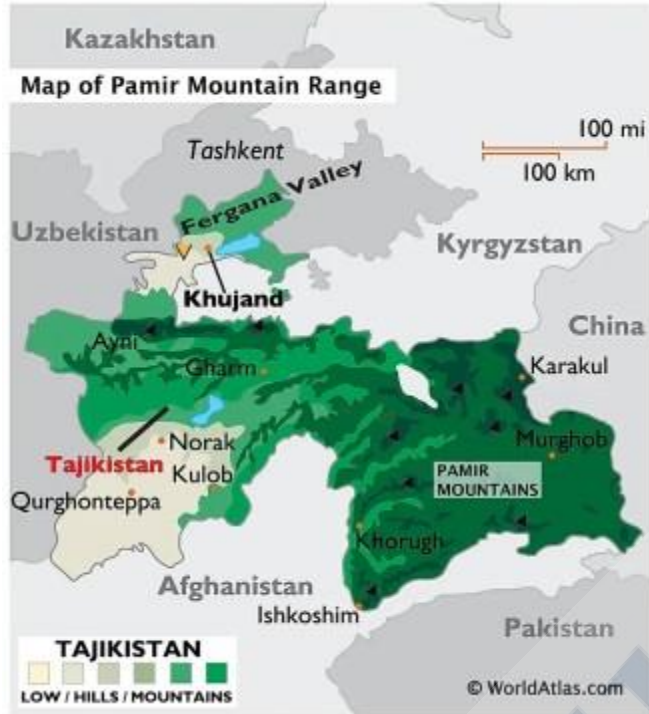 Kazakhstan
Map of Pamir Mountain Range
100 mi
Tashkent
100 km
Fergana Valley
Uzbekistan
Kyrgyzstan
Khujand
China
Ayni
Gharm
Karakul
Norak
Murghob
Tajikistan
Kulob
PAMIR
MOUNTAINS
Qurghonteppa
Khorugh
Afghanistan
Ishkoshim
Pakistan
TAJIKISTAN
LOW / HILLS / MOUNTAINS
© WorldAtlas.com